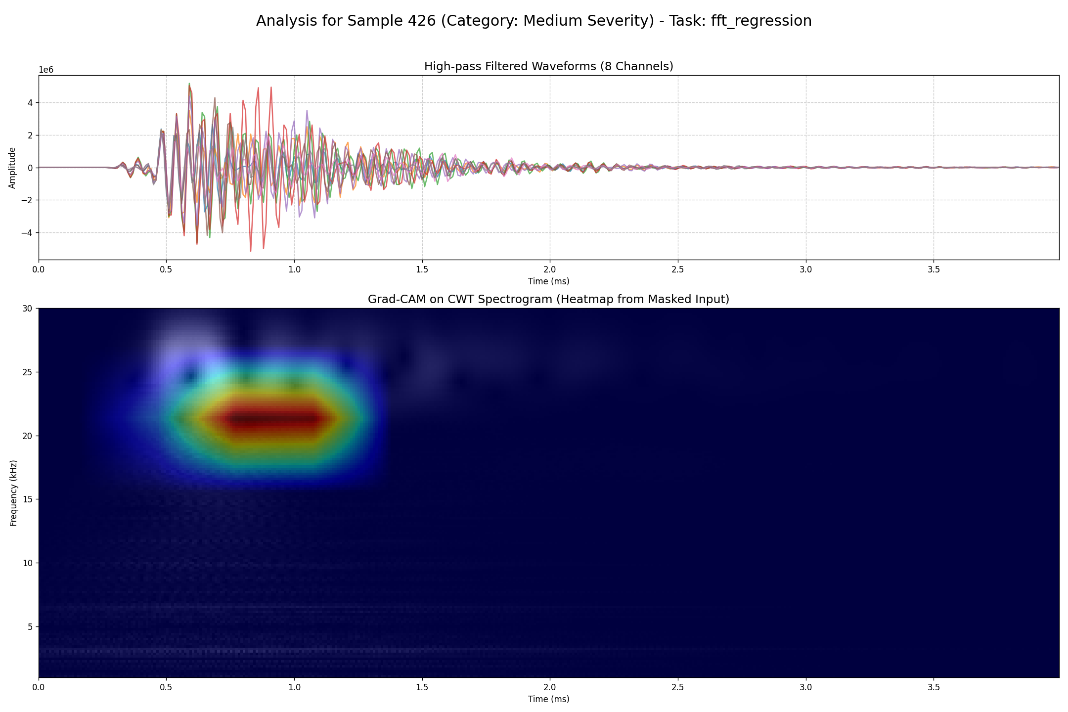 Analysis for Sample 426 (Category: Medium Severity) - Task: fft_regression
High-pass Filtered Waveforms (8 Channels)
1e6
4
2
0
−2
−4
Amplitude
0.0 0.5 1.0 1.5 2.0 2.5 3.0 3.5
Time (ms)
Grad-CAM on CWT Spectrogram (Heatmap from Masked Input)
30
25
20
15
10
5
Frequency (kHz)
0.0 0.5 1.0 1.5 2.0 2.5 3.0 3.5
Time (ms)